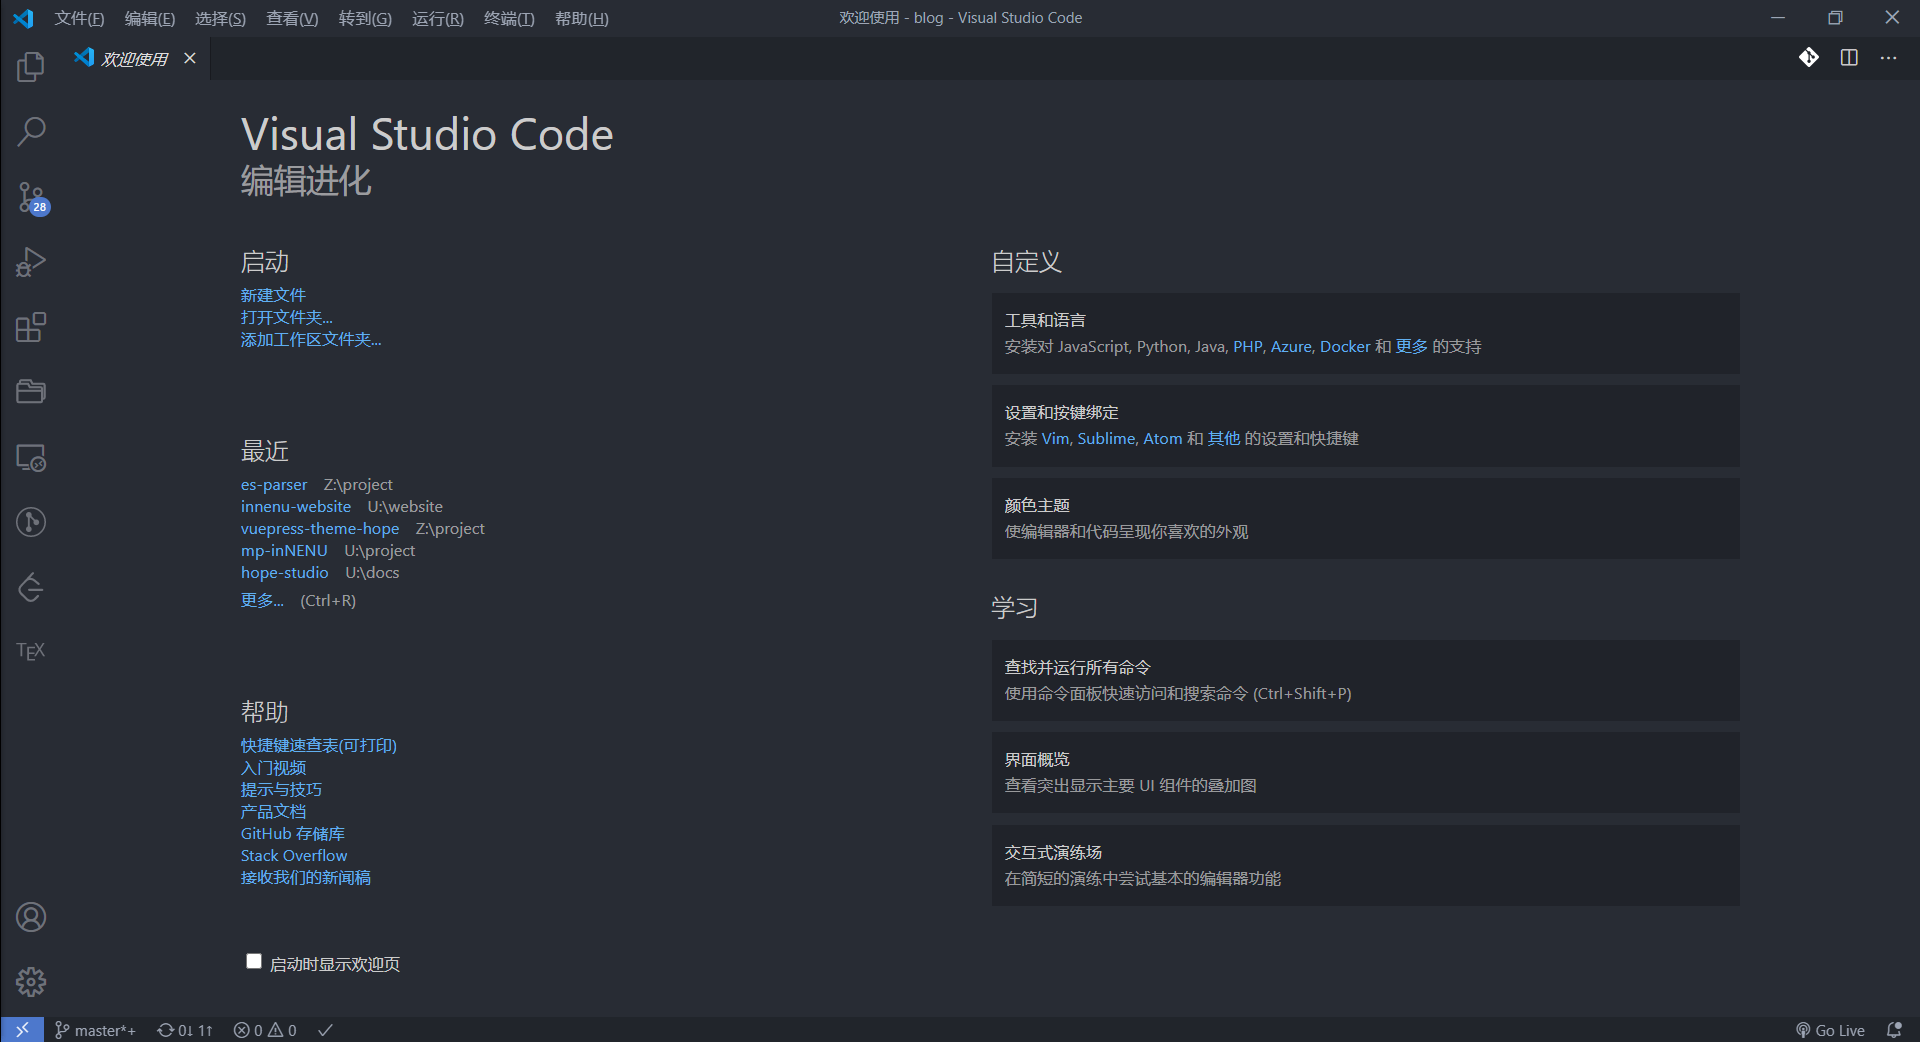 文件(F) 编辑(E) 选择(S) 查看(V) 转到(G) 运行(R) 终端(T) 帮助(H)
欢迎使用 - blog - Visual Studio Code
欢迎使用
28
TEX
Visual Studio Code
编辑进化
启动
新建文件
打开文件夹...
添加工作区文件夹...
最近
es-parser Z:\project
innenu-website U:\website
vuepress-theme-hope Z:\project
mp-inNENU U:\project
hope-studio U:\docs
更多... (Ctrl+R)
帮助
快捷键速查表(可打印)
入门视频
提示与技巧
产品文档
GitHub 存储库
Stack Overflow
接收我们的新闻稿
启动时显示欢迎页
自定义
工具和语言
安装对 JavaScript, Python, Java, PHP, Azure, Docker 和 更多 的支持
设置和按键绑定
安装 Vim, Sublime, Atom 和 其他 的设置和快捷键
颜色主题
使编辑器和代码呈现你喜欢的外观
学习
查找并运行所有命令
使用命令面板快速访问和搜索命令 (Ctrl+Shift+P)
界面概览
查看突出显示主要 UI 组件的叠加图
交互式演练场
在简短的演练中尝试基本的编辑器功能
master*+ 0↓ 1↑ 0 0
Go Live